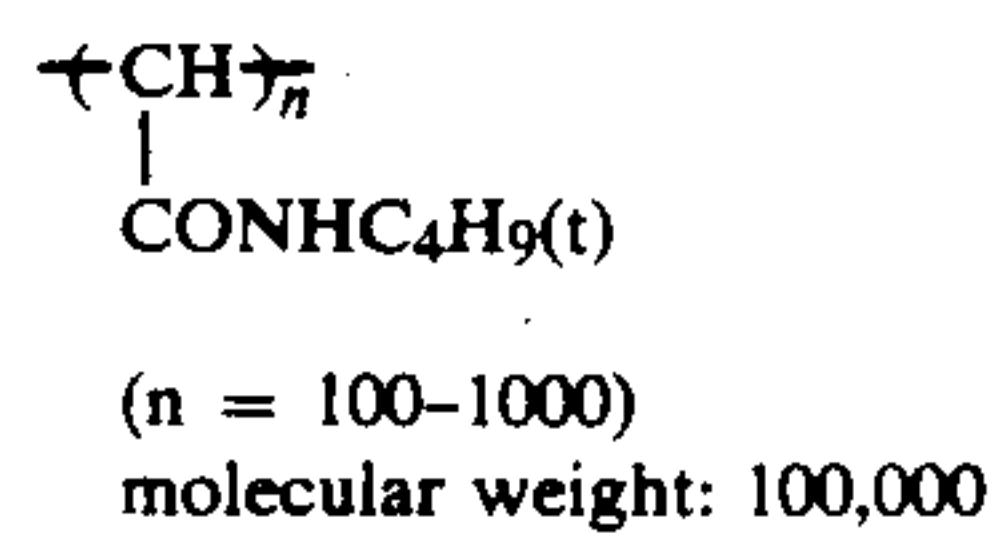 (CH)n
CONHC4H9(t)
(n = 100–1000)
molecular weight: 100,000